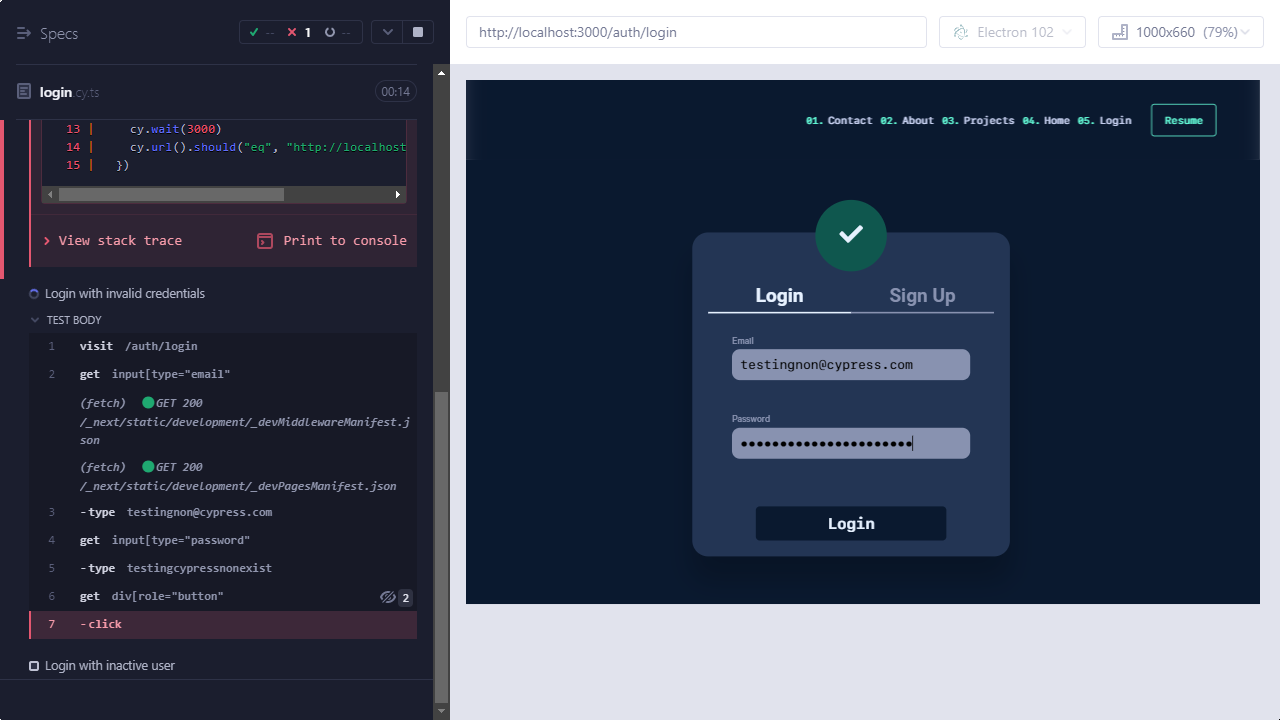 Specs
-- 1 --
login.cy.ts
00:14
13 | cy.wait(3000)
14 | cy.url().should("eq", "http://localhost
15 | })
View stack trace
Print to console
Login with invalid credentials
TEST BODY
1 visit /auth/login
2 get input[type="email"
(fetch) GET 200
/_next/static/development/_devMiddlewareManifest.j
son
(fetch) GET 200
/_next/static/development/_devPagesManifest.json
3 -type testingnon@cypress.com
4 get input[type="password"
5 -type testingcypressnonexist
6 get div[role="button" 2
7 -click
Login with inactive user
http://localhost:3000/auth/login
Electron 102
1000x660 (79%)
01. Contact 02. About 03. Projects 04. Home 05. Login
Resume
Login
Sign Up
Email
testingnon@cypress.com
Password
Login